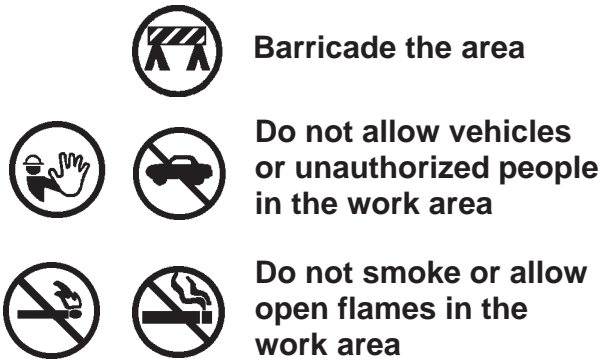 Barricade the area
Do not allow vehicles
or unauthorized people
in the work area
Do not smoke or allow
open flames in the
work area